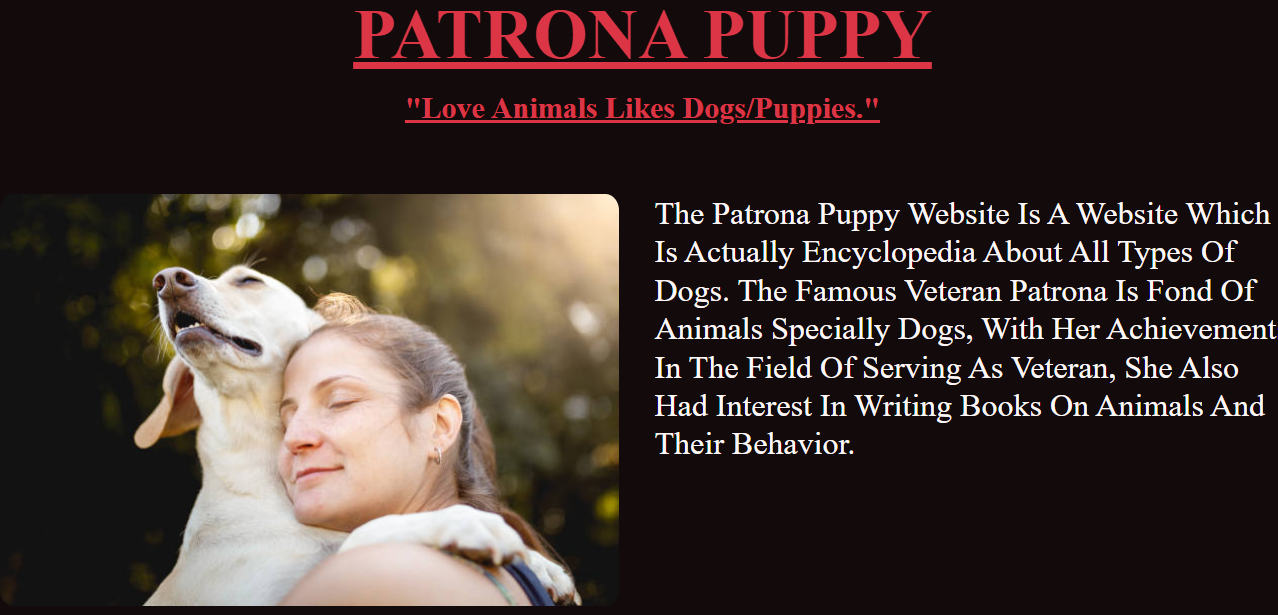 PATRONA PUPPY
"Love Animals Likes Dogs/Puppies."
The Patrona Puppy Website Is A Website Which
Is Actually Encyclopedia About All Types Of
Dogs. The Famous Veteran Patrona Is Fond Of
Animals Specially Dogs, With Her Achievement
In The Field Of Serving As Veteran, She Also
Had Interest In Writing Books On Animals And
Their Behavior.